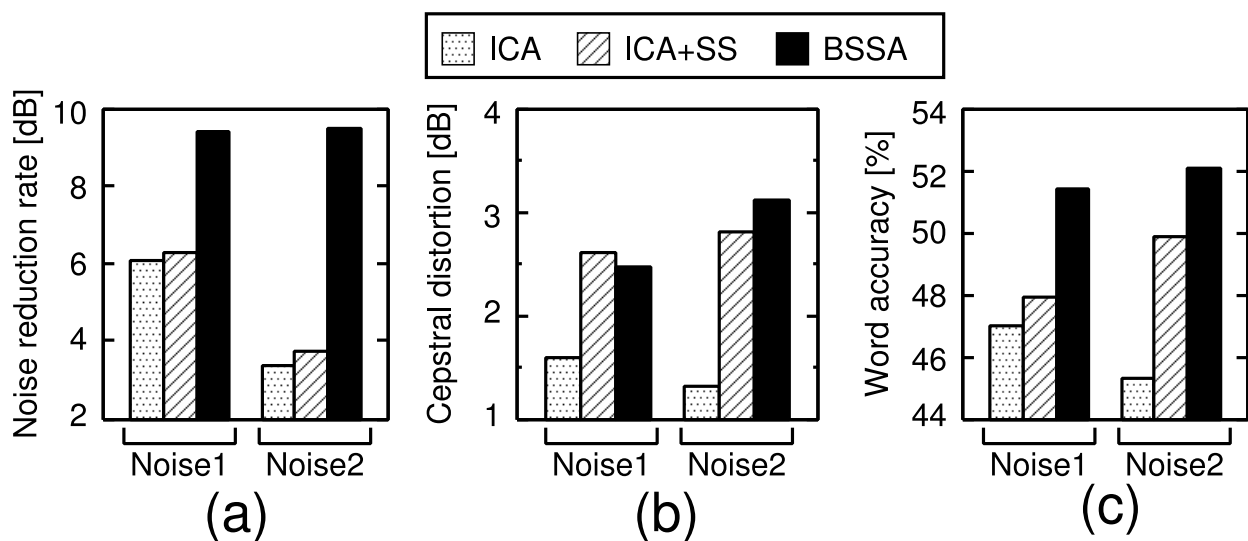 ICA ICA+SS BSSA
Noise reduction rate [dB]
10
8
6
4
2
Noise1 Noise2
(a)
Cepstral distortion [dB]
4
3
2
1
Noise1 Noise2
(b)
Word accuracy [%]
54
52
50
48
46
44
Noise1 Noise2
(c)